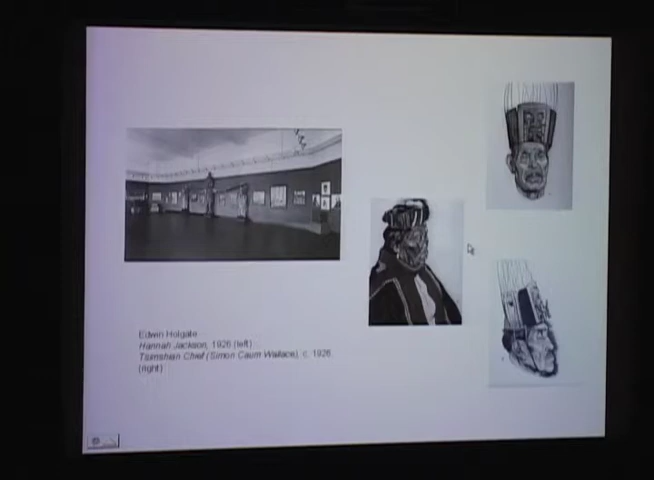 Edwin Holgate
Hannah Jackson, 1926 (left)
Tsimshian Chief (Simon Caum Wallace), c. 1926
(right)